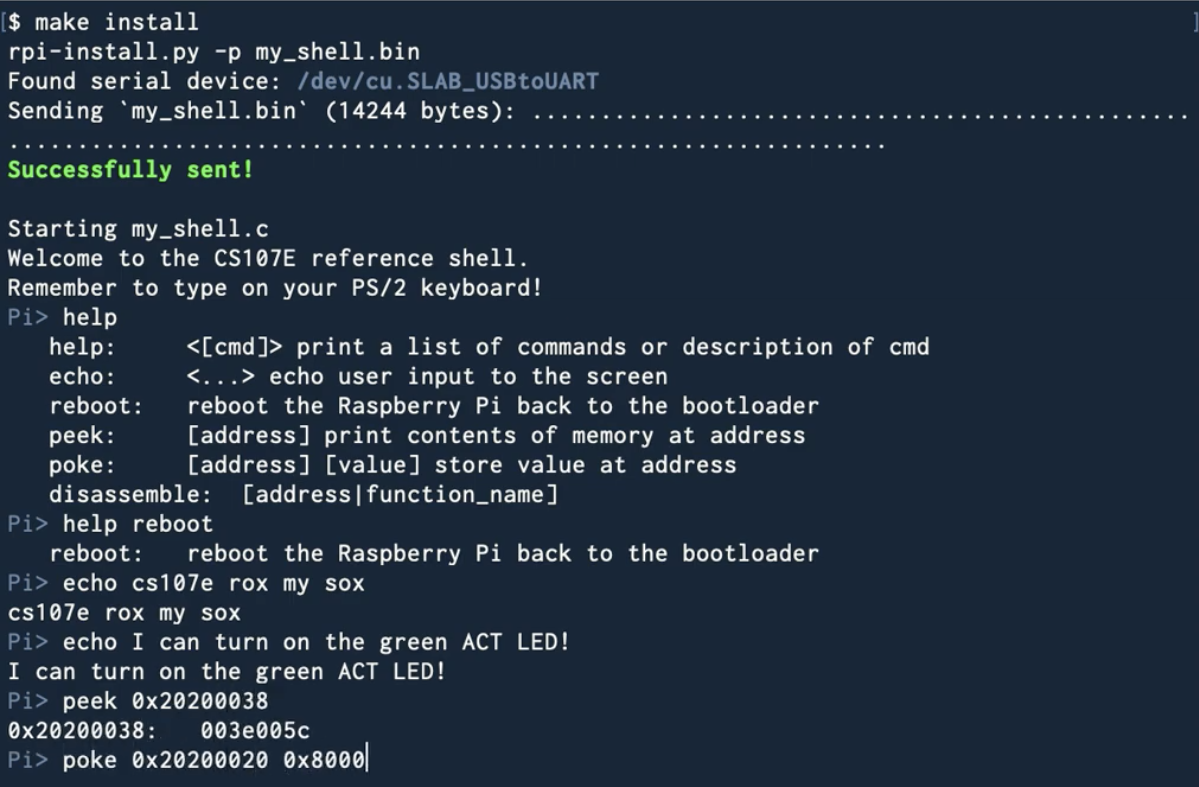 [$ make install ]
rpi-install.py -p my_shell.bin
Found serial device: /dev/cu.SLAB_USBtoUART
Sending `my_shell.bin` (14244 bytes): ................................................
................................................................
Successfully sent!
Starting my_shell.c
Welcome to the CS107E reference shell.
Remember to type on your PS/2 keyboard!
Pi> help
help: <[cmd]> print a list of commands or description of cmd
echo: <...> echo user input to the screen
reboot: reboot the Raspberry Pi back to the bootloader
peek: [address] print contents of memory at address
poke: [address] [value] store value at address
disassemble: [address|function_name]
Pi> help reboot
reboot: reboot the Raspberry Pi back to the bootloader
Pi> echo cs107e rox my sox
cs107e rox my sox
Pi> echo I can turn on the green ACT LED!
I can turn on the green ACT LED!
Pi> peek 0x20200038
0x20200038: 003e005c
Pi> poke 0x20200020 0x8000